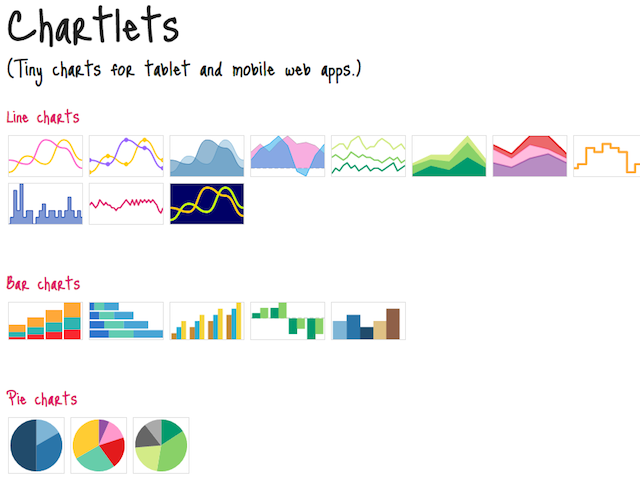 Chartlets
(Tiny charts for tablet and mobile web apps.)
Line charts
Bar charts
Pie charts